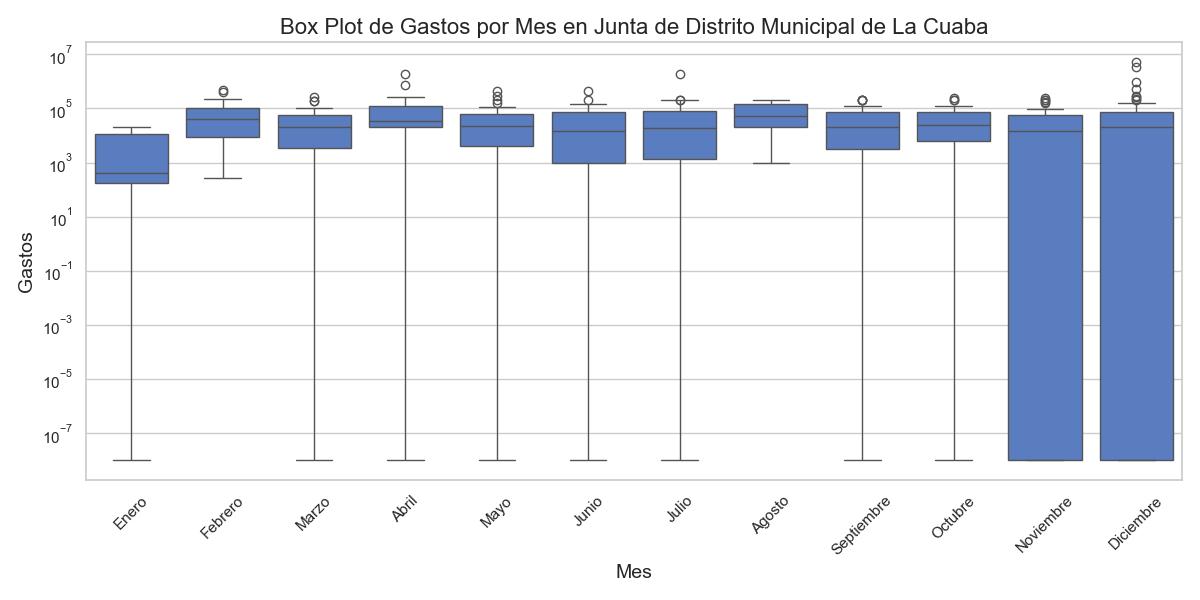 Box Plot de Gastos por Mes en Junta de Distrito Municipal de La Cuaba
Gastos
10^7
10^5
10^3
10^1
10^−1
10^−3
10^−5
10^−7
Enero
Febrero
Marzo
Abril
Mayo
Junio
Julio
Agosto
Septiembre
Octubre
Noviembre
Diciembre
Mes